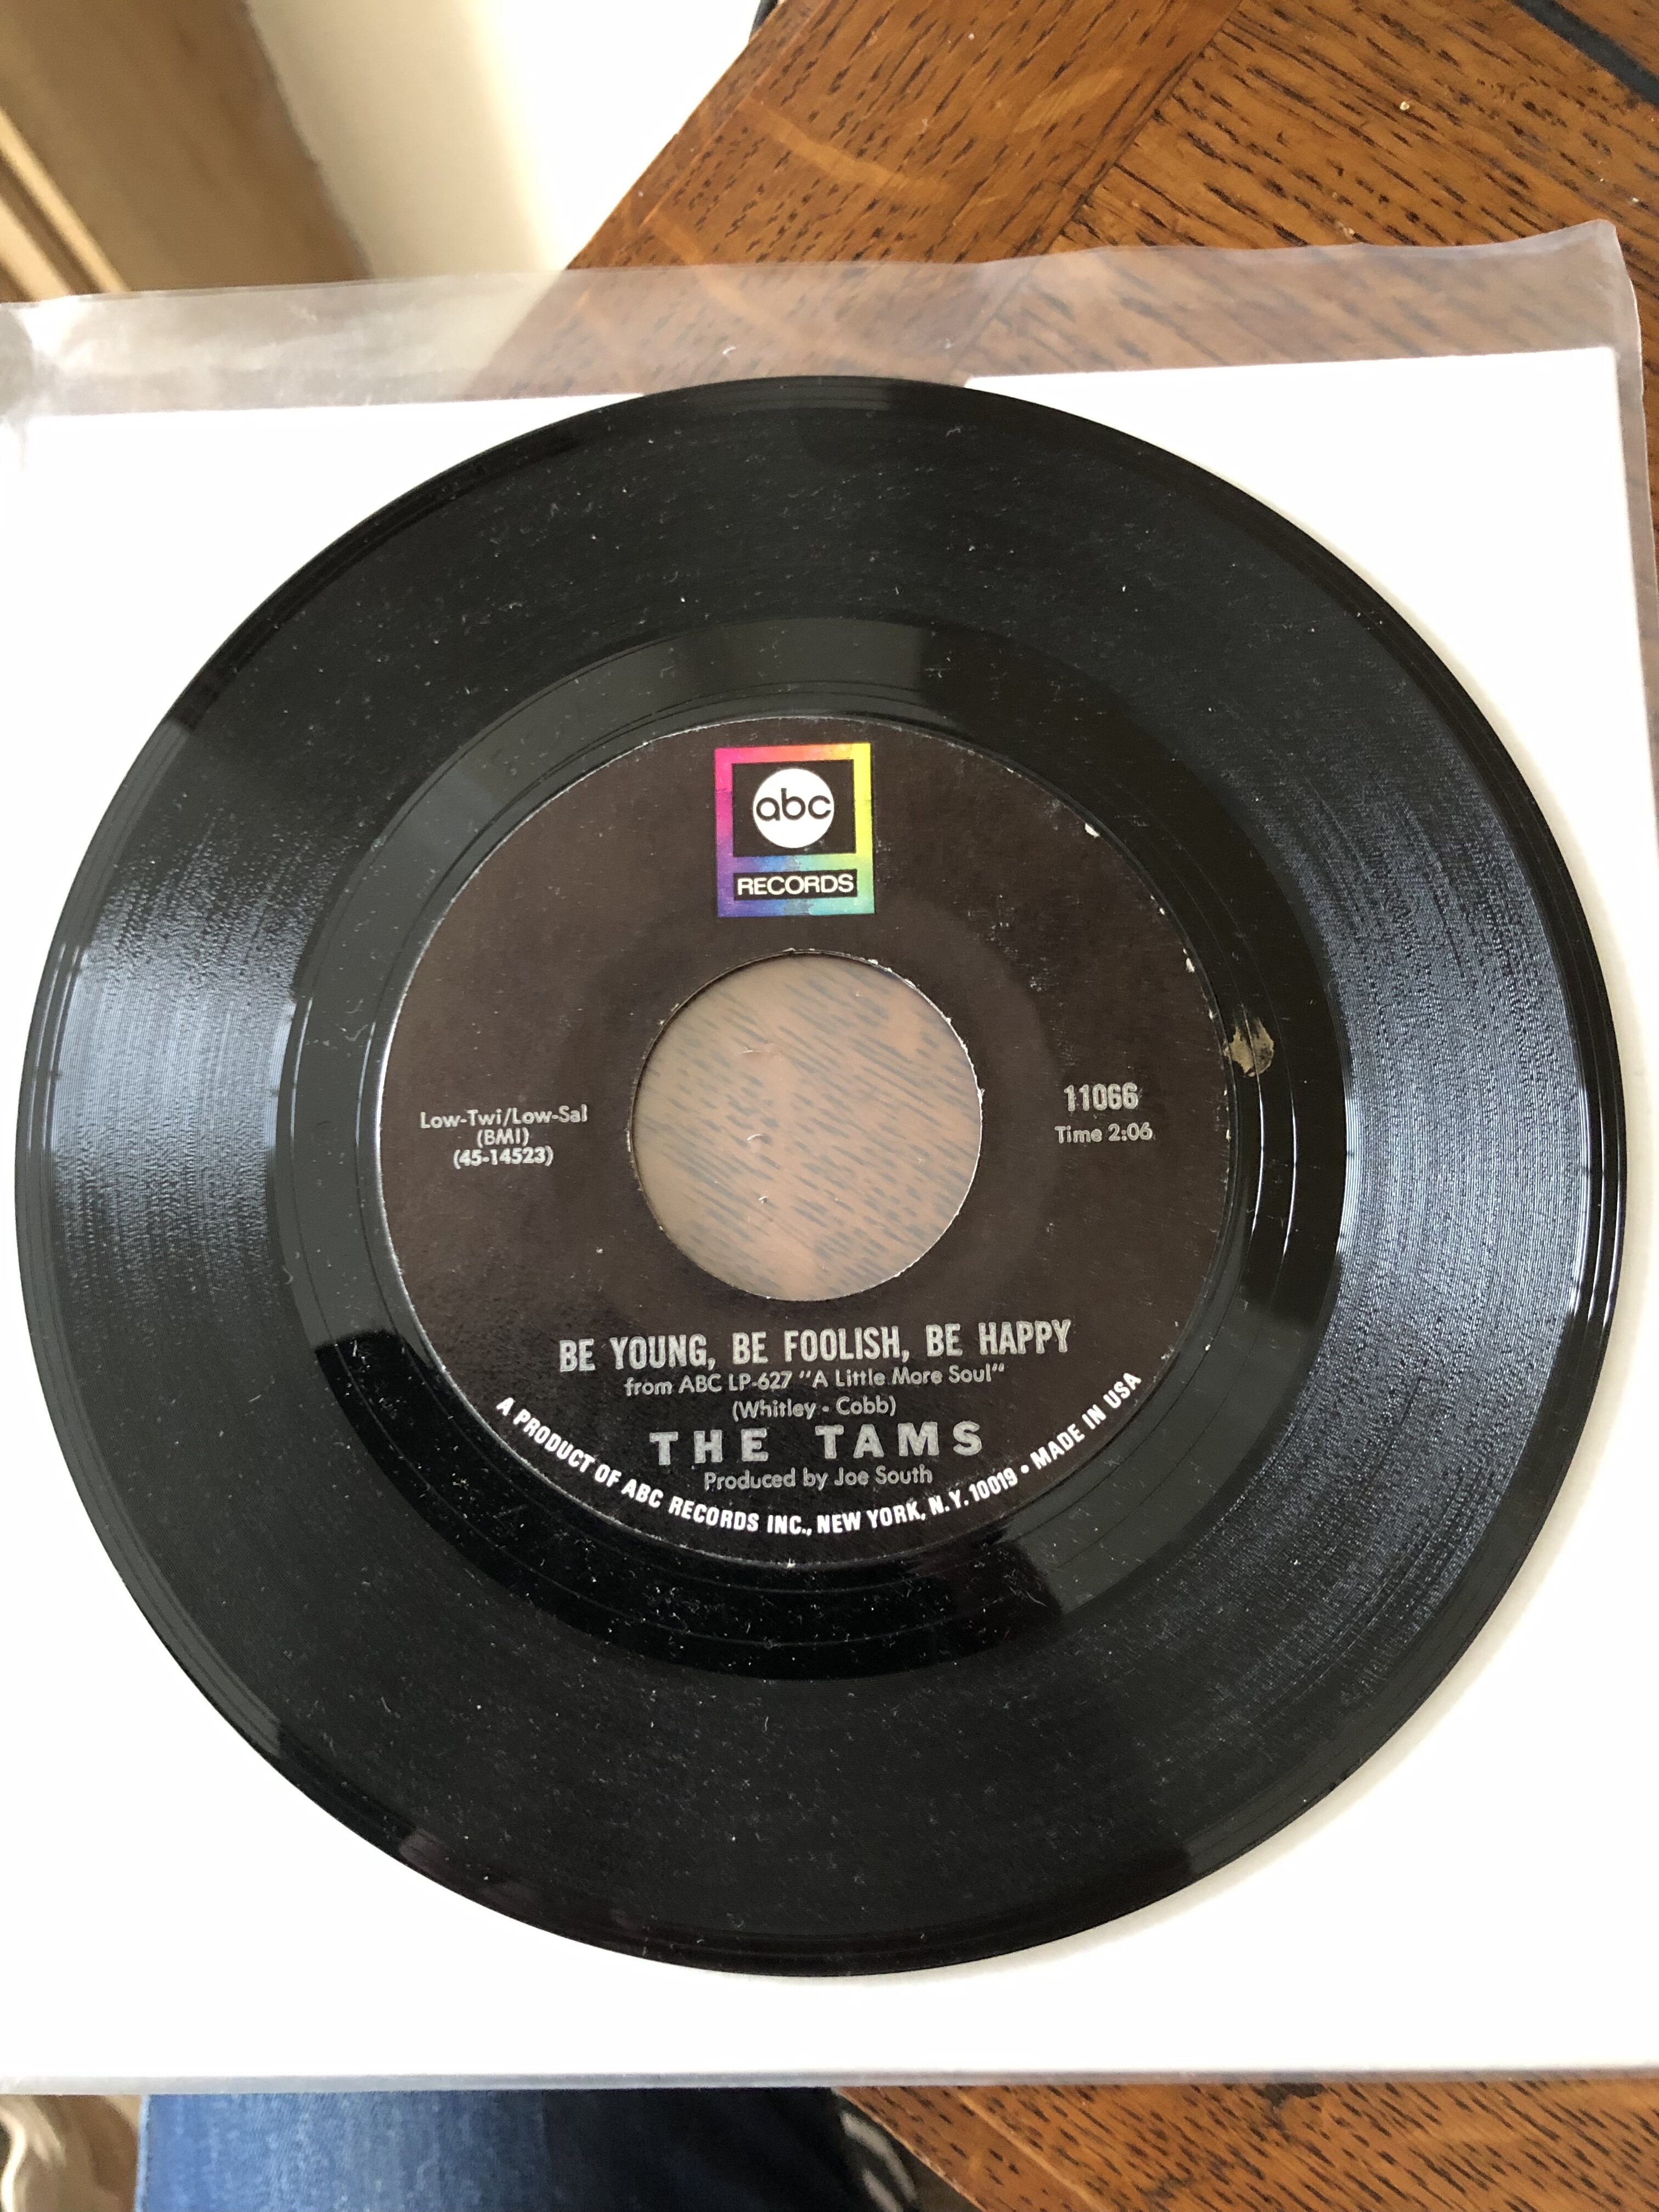 abc
RECORDS
Low-Twi/Low-Sal
(BMI)
(45-14523)
11066
Time 2:06
BE YOUNG, BE FOOLISH, BE HAPPY
from ABC LP-627 "A Little More Soul"
(Whitley - Cobb)
THE TAMS
Produced by Joe South
A PRODUCT OF ABC RECORDS INC., NEW YORK, N.Y. 10019 • MADE IN USA